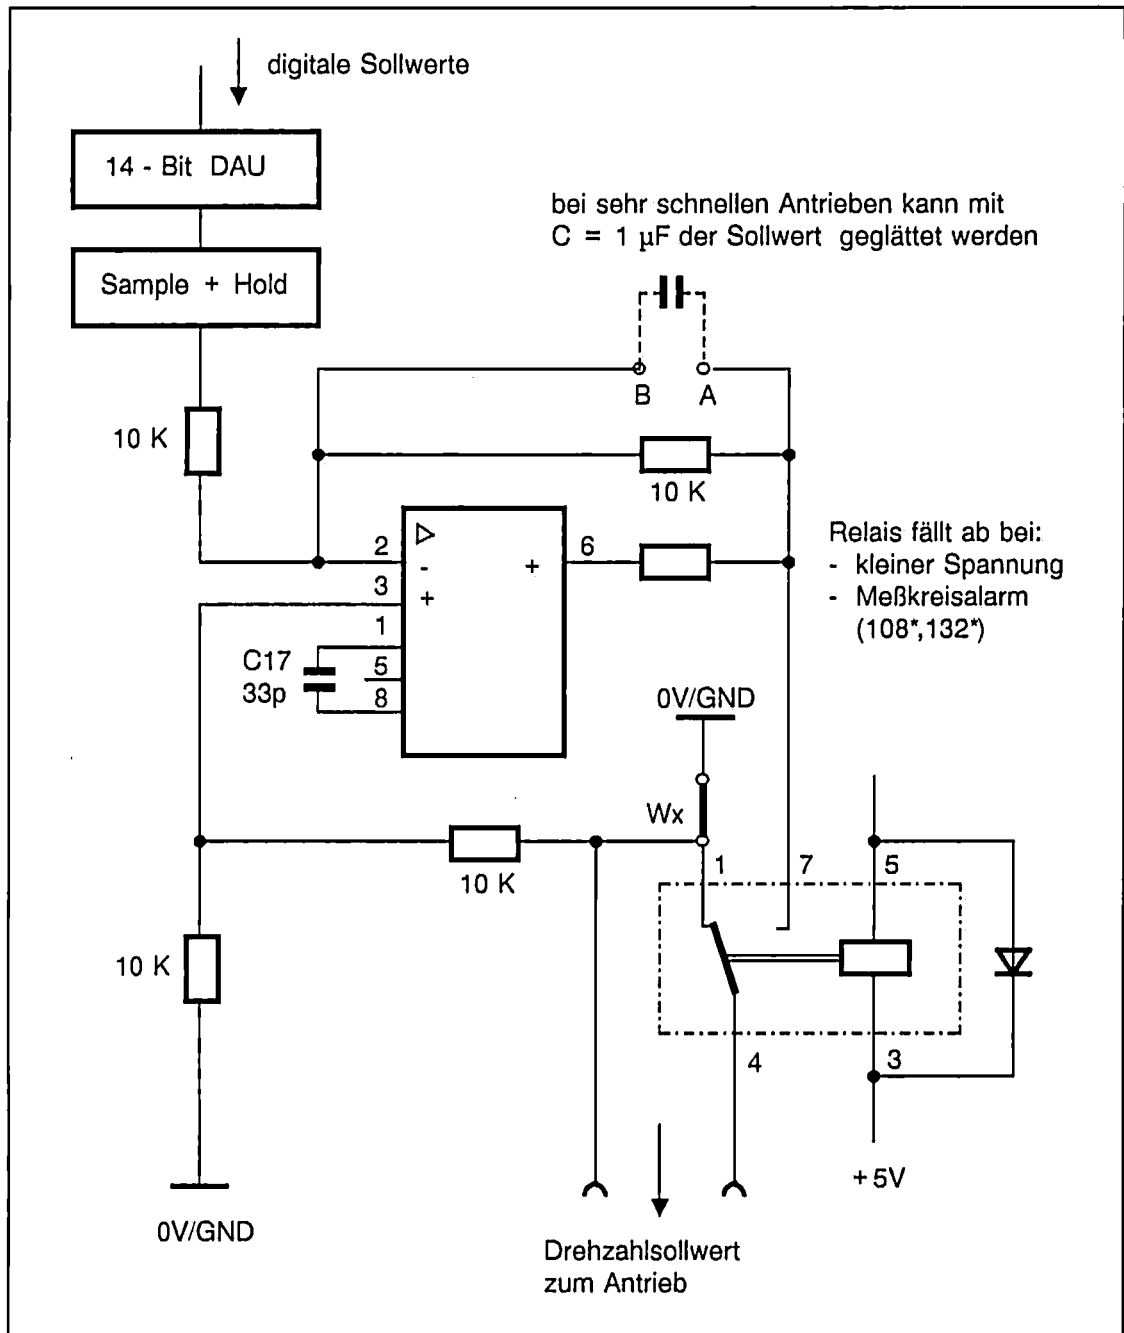 digitale Sollwerte
14 - Bit DAU
Sample + Hold
bei sehr schnellen Antrieben kann mit
C = 1 µF der Sollwert geglättet werden
B
A
10 K
10 K
2
-
3
+
1
5
8
+
6
C17
33p
Relais fällt ab bei:
- kleiner Spannung
- Meßkreisalarm
(108*,132*)
0V/GND
Wx
10 K
1
7
5
10 K
4
3
+5V
0V/GND
Drehzahlsollwert
zum Antrieb